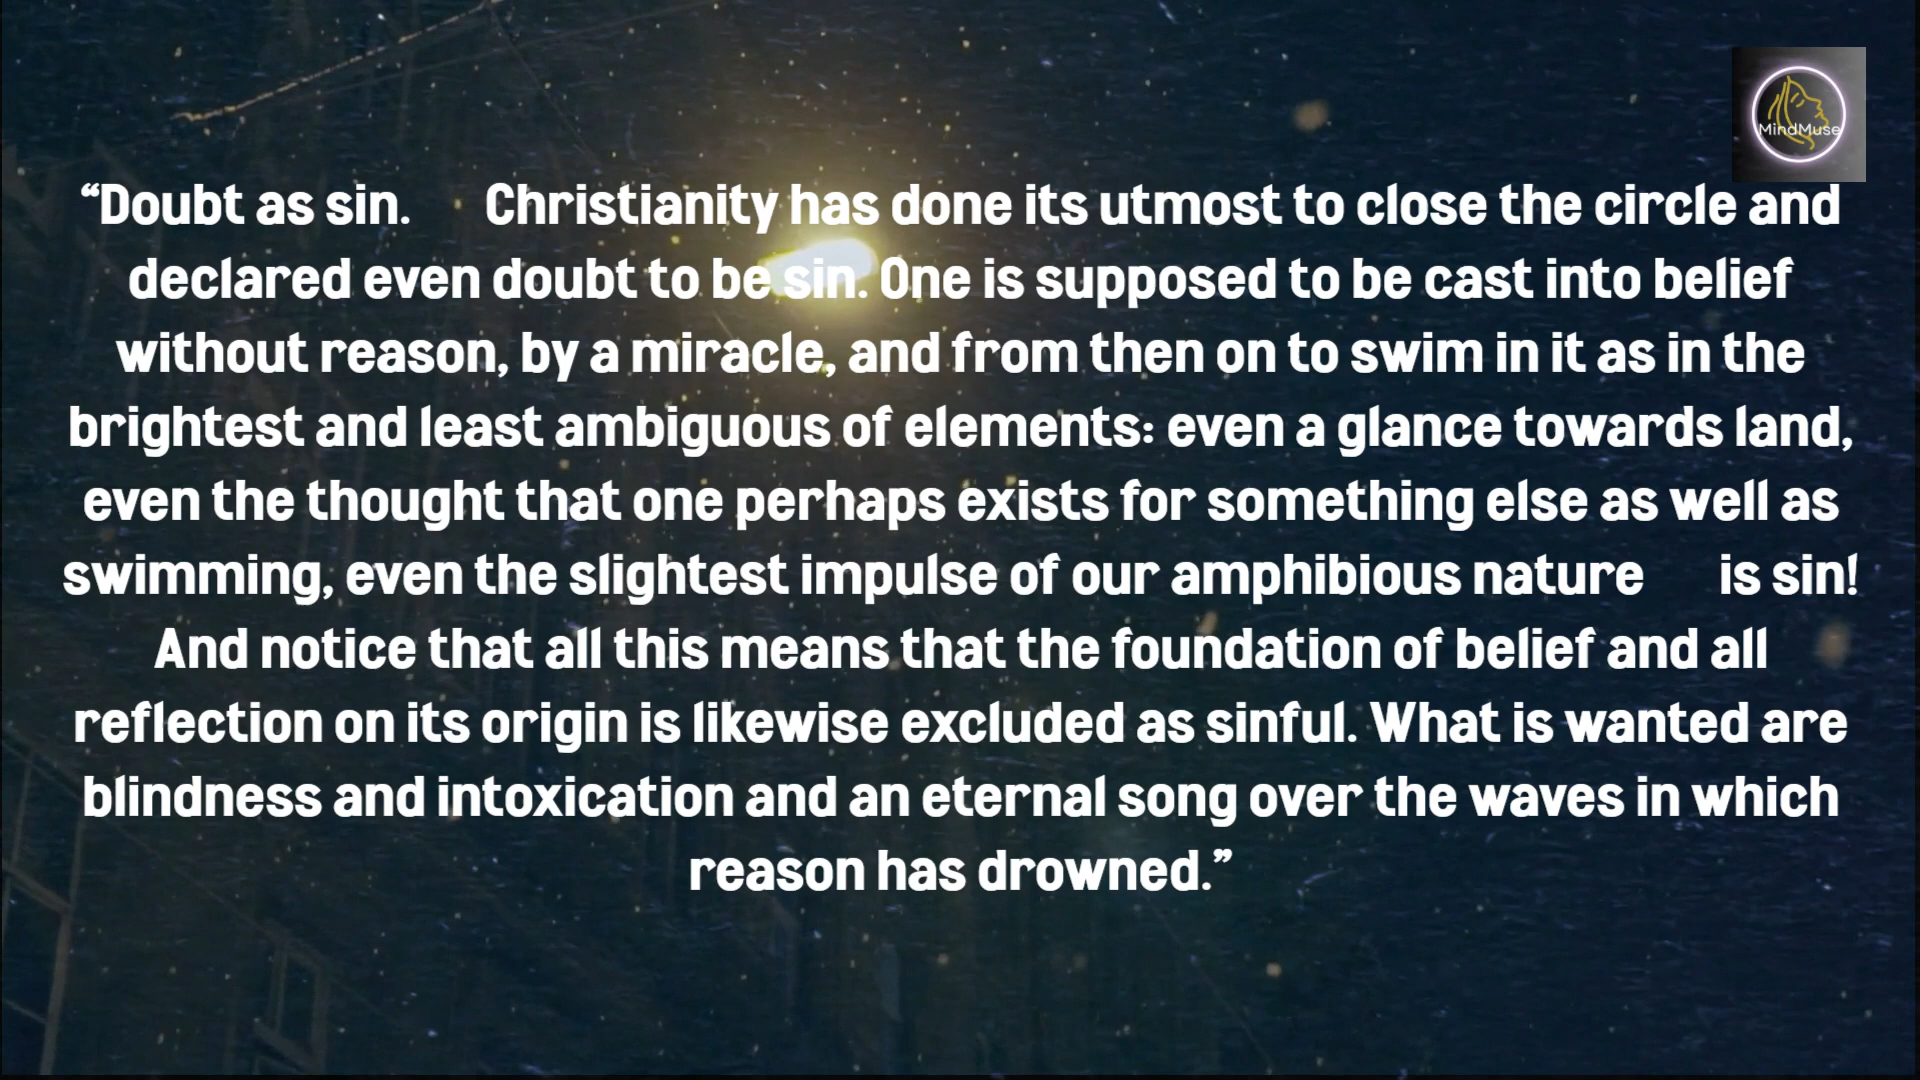 MindMuse
“Doubt as sin. Christianity has done its utmost to close the circle and
declared even doubt to be sin. One is supposed to be cast into belief
without reason, by a miracle, and from then on to swim in it as in the
brightest and least ambiguous of elements: even a glance towards land,
even the thought that one perhaps exists for something else as well as
swimming, even the slightest impulse of our amphibious nature is sin!
And notice that all this means that the foundation of belief and all
reflection on its origin is likewise excluded as sinful. What is wanted are
blindness and intoxication and an eternal song over the waves in which
reason has drowned.”